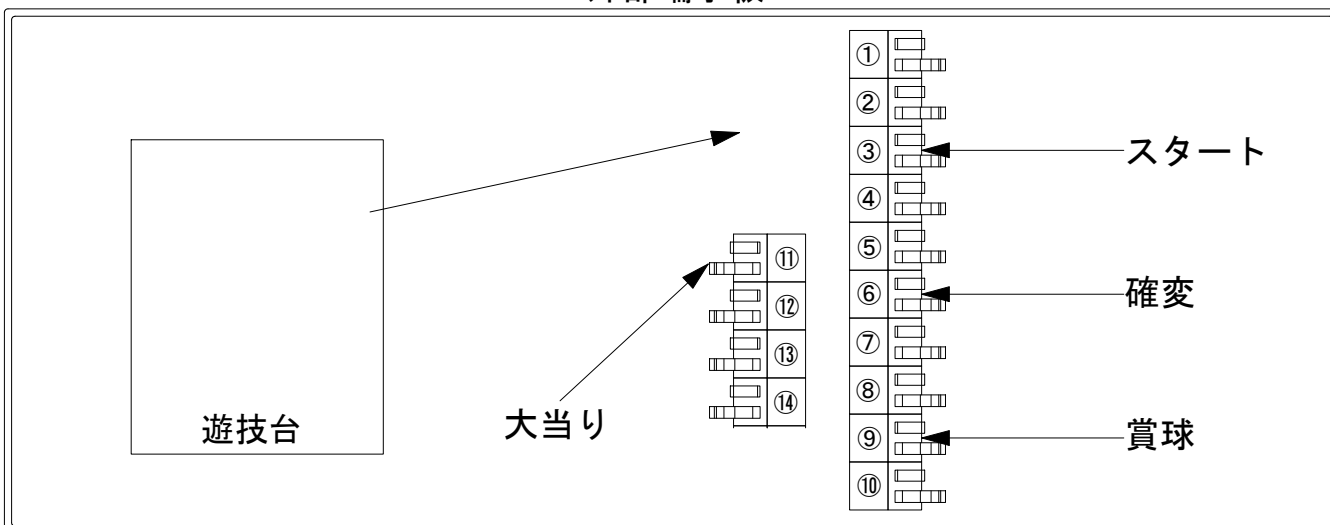 ①
②
③
スタート
④
⑤
⑥
確変
⑦
⑧
⑨
賞球
⑩
⑪
⑫
⑬
⑭
大当り
遊技台